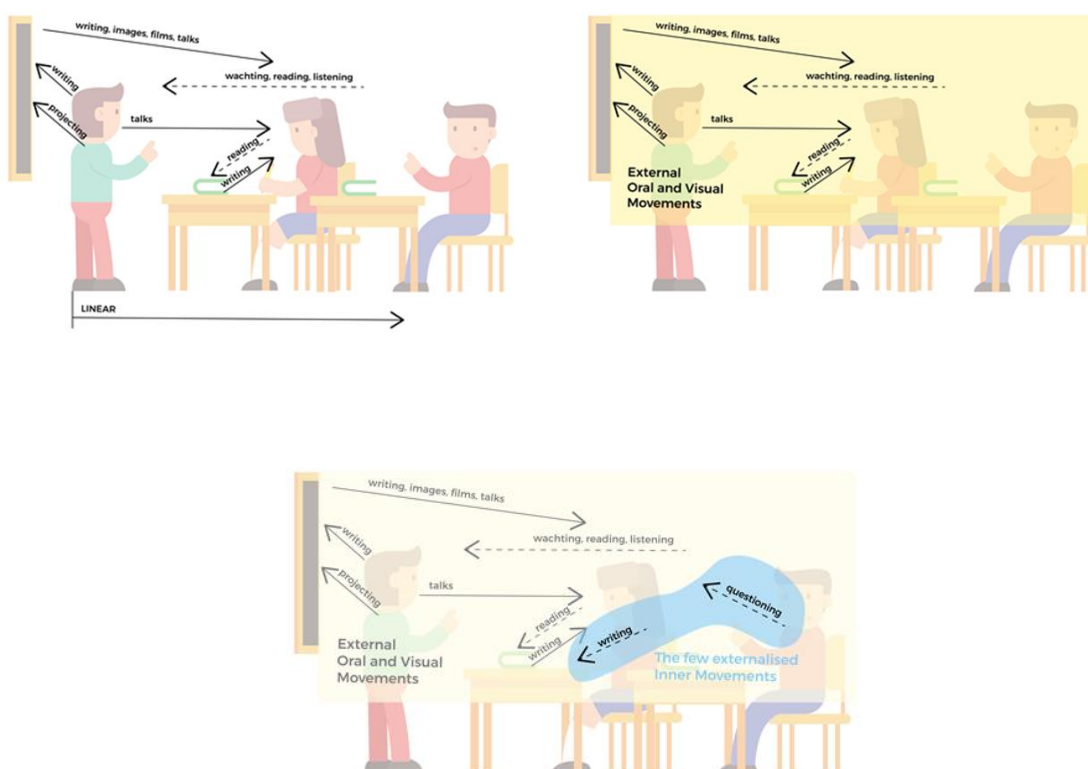 writing, images, films, talks
wachting, reading, listening
writing
projecting
talks
reading
writing
LINEAR
writing, images, films, talks
wachting, reading, listening
writing
projecting
talks
reading
writing
External
Oral and Visual
Movements
writing, images, films, talks
wachting, reading, listening
writing
projecting
talks
reading
writing
questioning
writing
External
Oral and Visual
Movements
The few externalised
Inner Movements